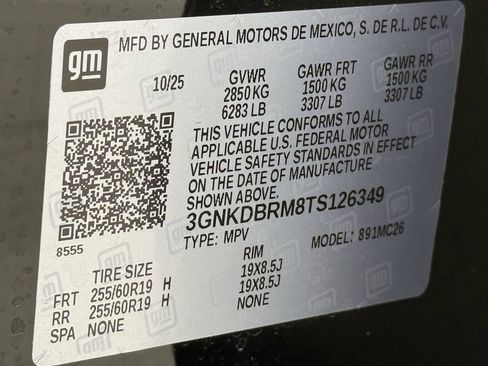 gm MFD BY GENERAL MOTORS DE MEXICO, S. DE R.L. DE C.V.
10/25 GVWR GAWR FRT GAWR RR
2850 KG 1500 KG 1500 KG
6283 LB 3307 LB 3307 LB
THIS VEHICLE CONFORMS TO ALL
APPLICABLE U.S. FEDERAL MOTOR
VEHICLE SAFETY STANDARDS IN EFFECT
ON THE DATE OF MANUFACTURE
SHOWN ABOVE.
3GNKDBRM8TS126349
8555 TYPE: MPV MODEL: 891MC26
TIRE SIZE RIM
FRT 255/60R19 H 19X8.5J
RR 255/60R19 H 19X8.5J
SPA NONE NONE